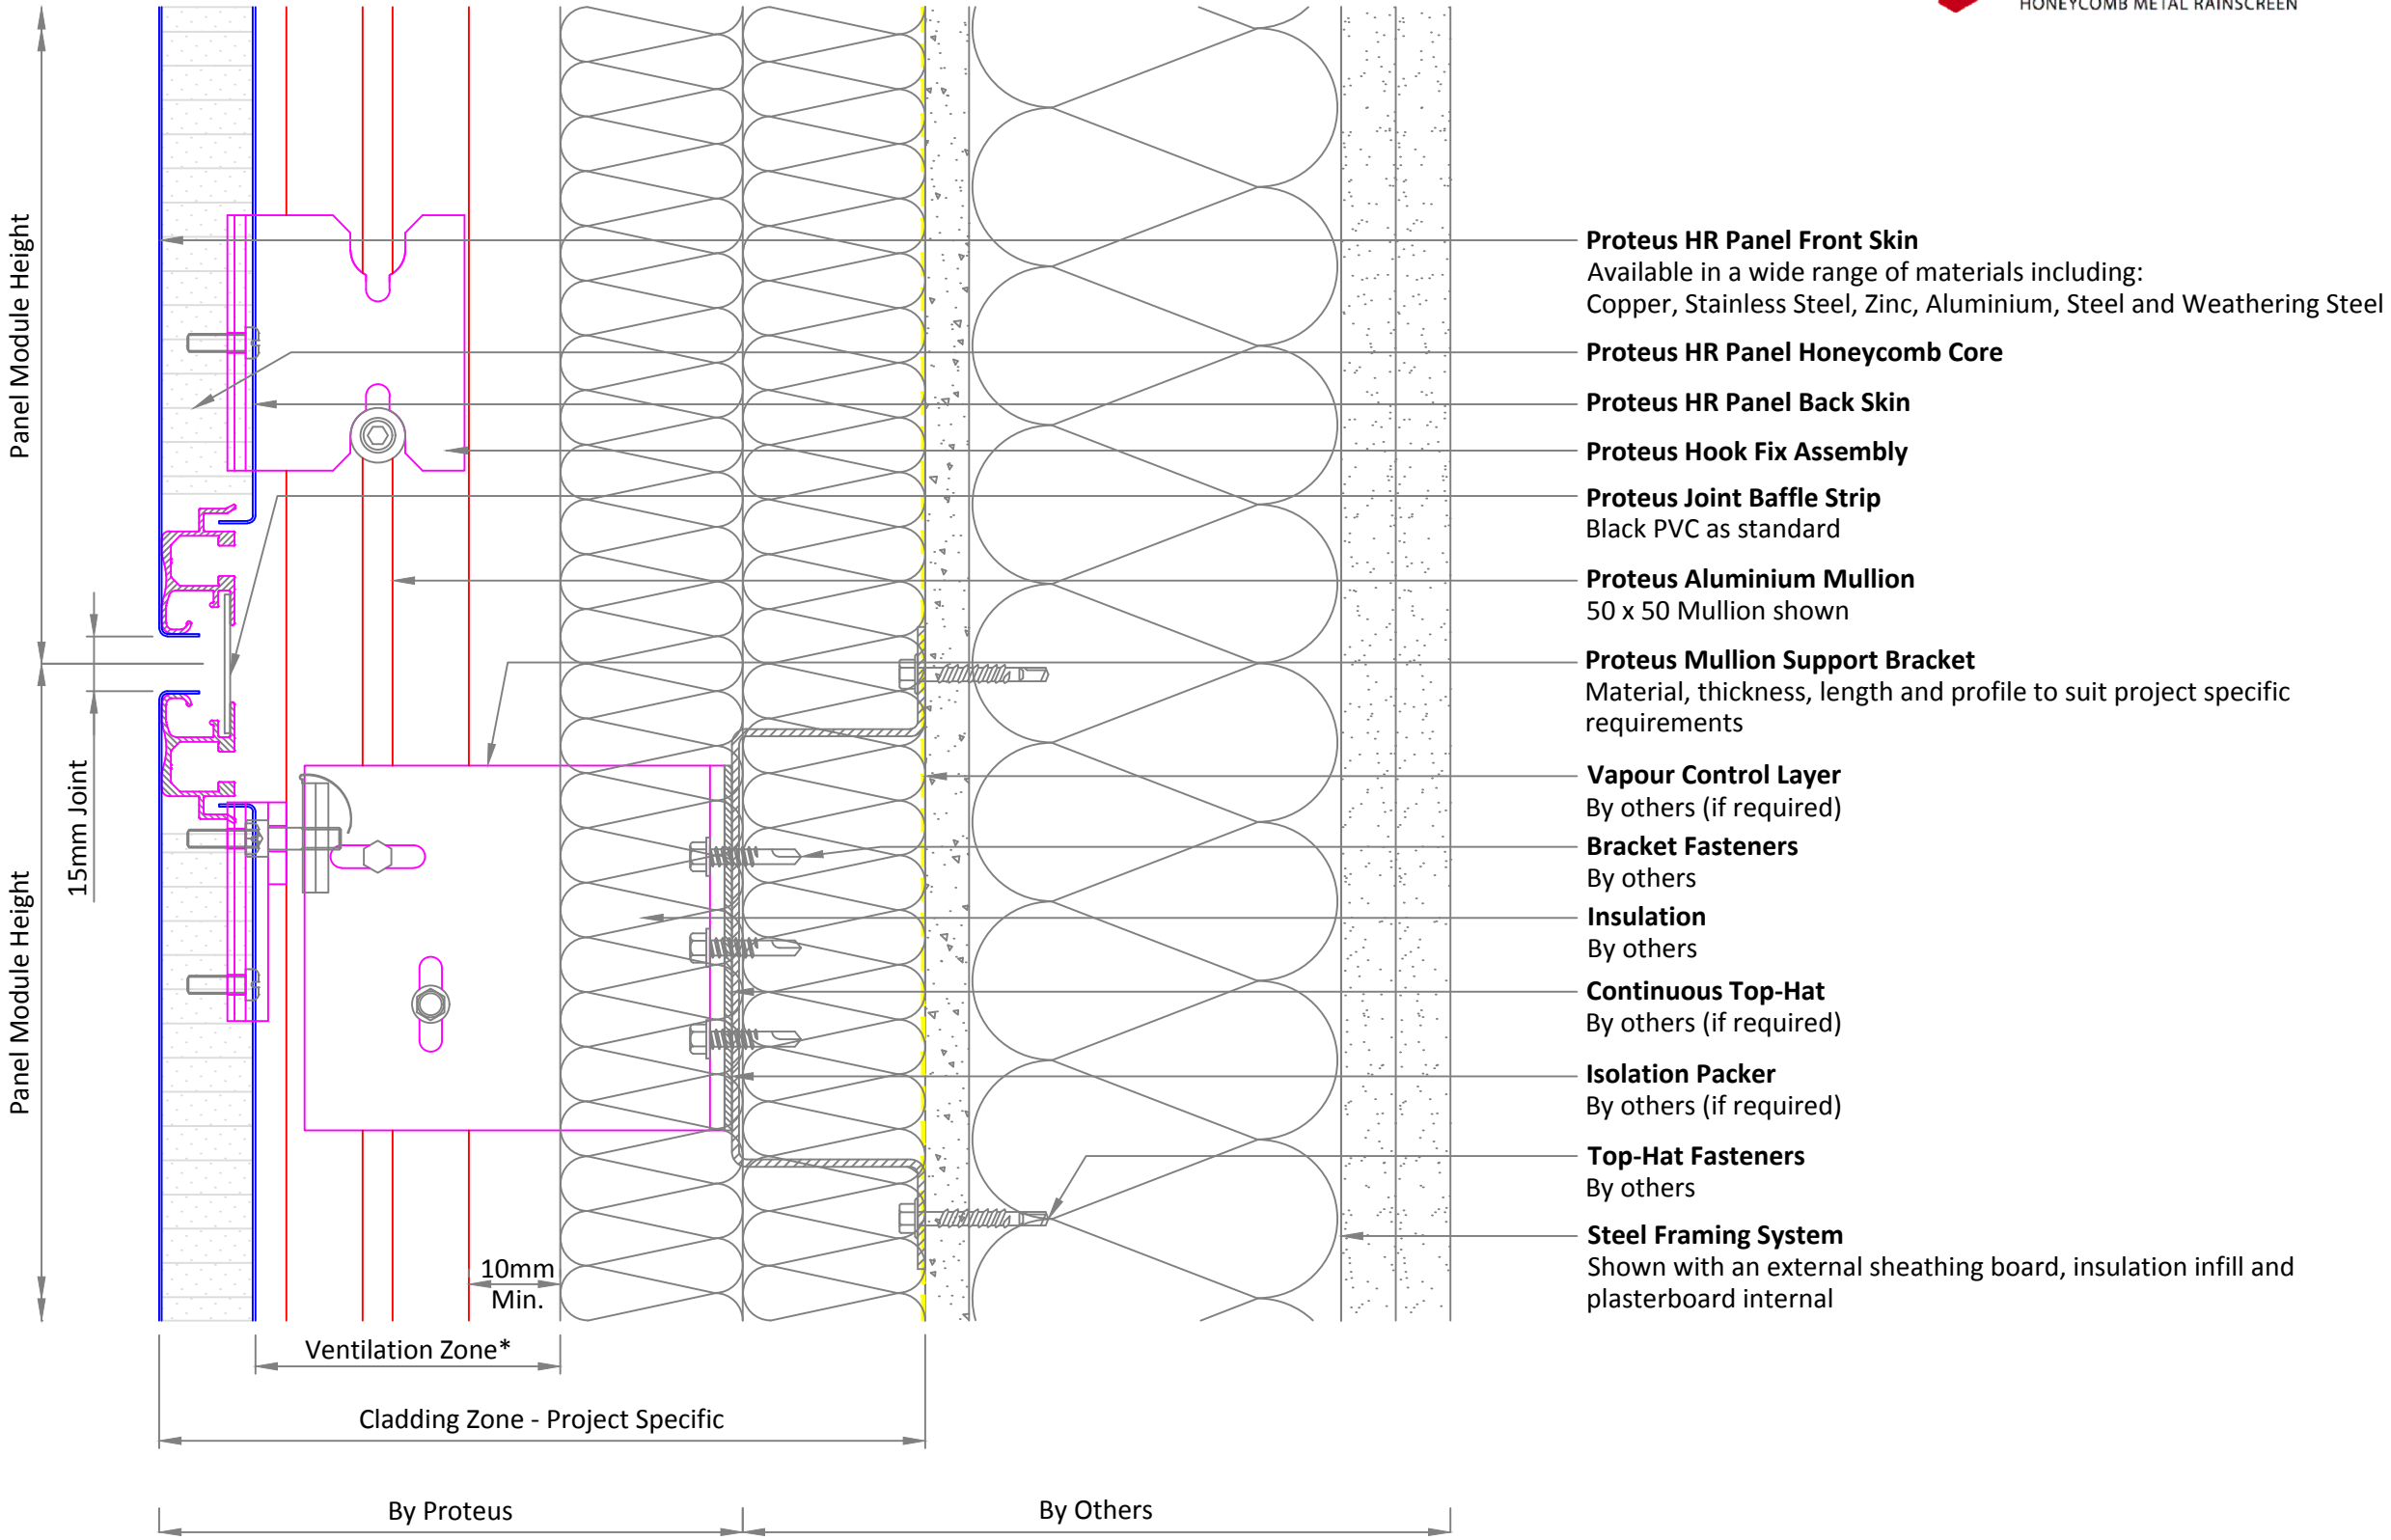 HONEYCOMB METAL RAINSCREEN
Panel Module Height
15mm Joint
Panel Module Height
Proteus HR Panel Front Skin
Available in a wide range of materials including:
Copper, Stainless Steel, Zinc, Aluminium, Steel and Weathering Steel
Proteus HR Panel Honeycomb Core
Proteus HR Panel Back Skin
Proteus Hook Fix Assembly
Proteus Joint Baffle Strip
Black PVC as standard
Proteus Aluminium Mullion
50 x 50 Mullion shown
Proteus Mullion Support Bracket
Material, thickness, length and profile to suit project specific
requirements
Vapour Control Layer
By others (if required)
Bracket Fasteners
By others
Insulation
By others
Continuous Top-Hat
By others (if required)
Isolation Packer
By others (if required)
Top-Hat Fasteners
By others
Steel Framing System
Shown with an external sheathing board, insulation infill and
plasterboard internal
10mm
Min.
Ventilation Zone*
Cladding Zone - Project Specific
By Proteus
By Others